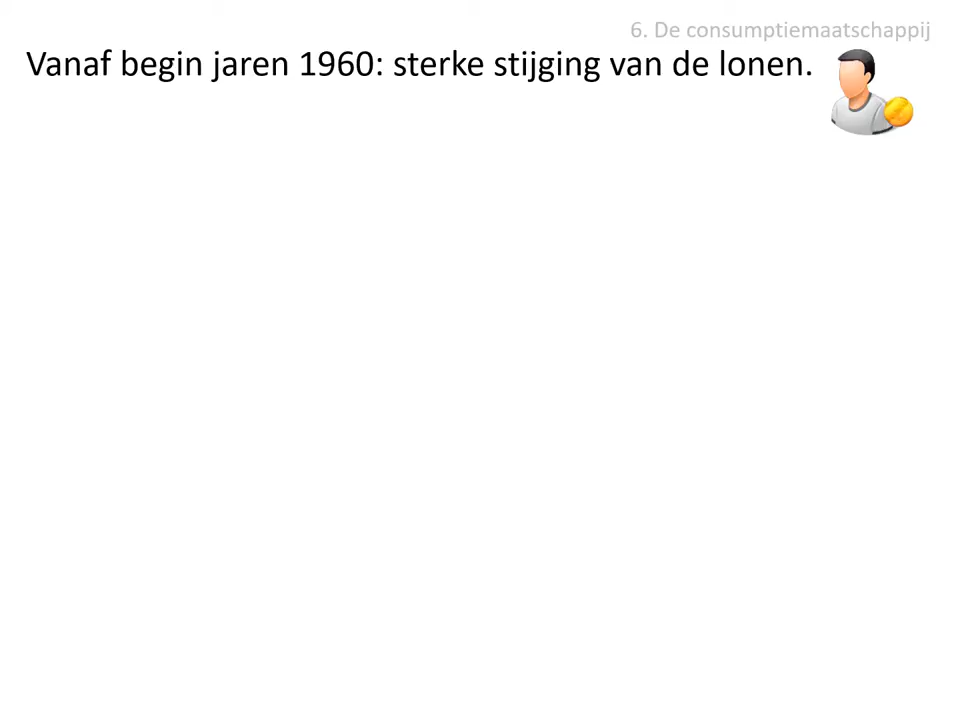 6. De consumptiemaatschappij
Vanaf begin jaren 1960: sterke stijging van de lonen.